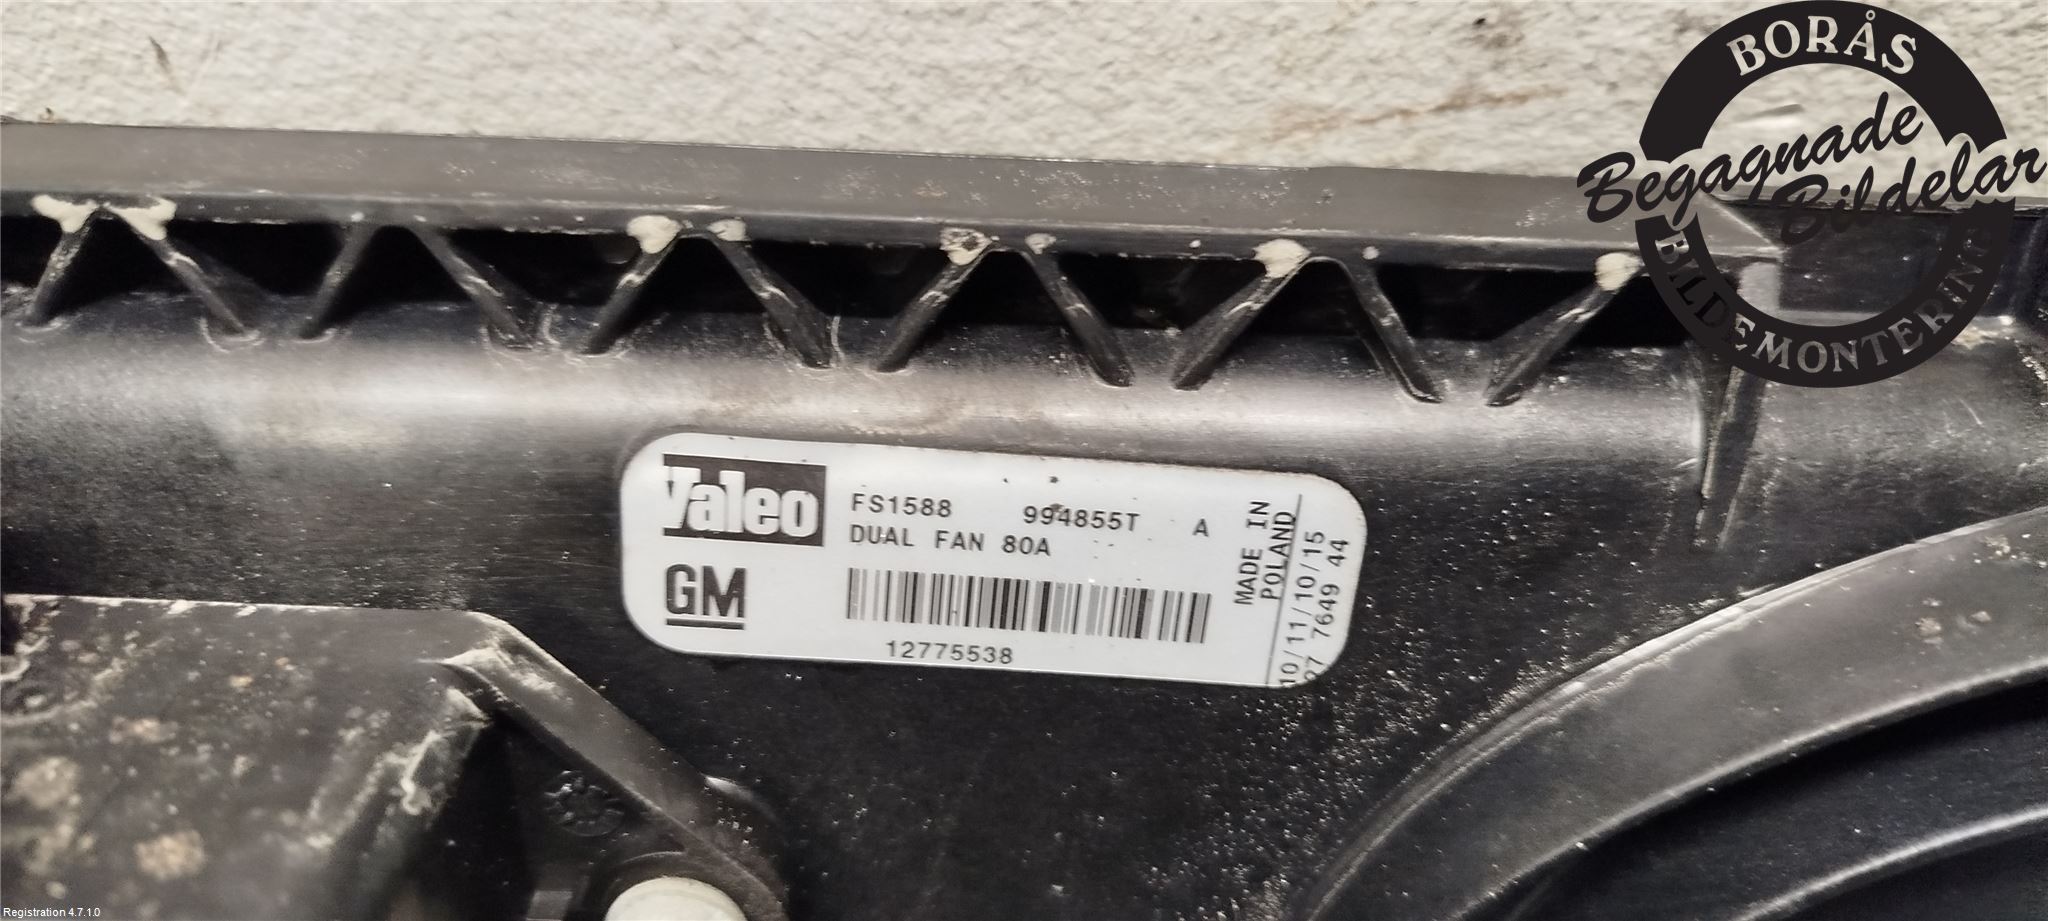 BORÅS
Begagnade
Bildelar
BILDEMONTERING
Valeo
FS1588 994855T A
DUAL FAN 80A
GM
12775538
MADE IN
POLAND
10/11/10/15
97 7649 44
Registration 4.7.1.0